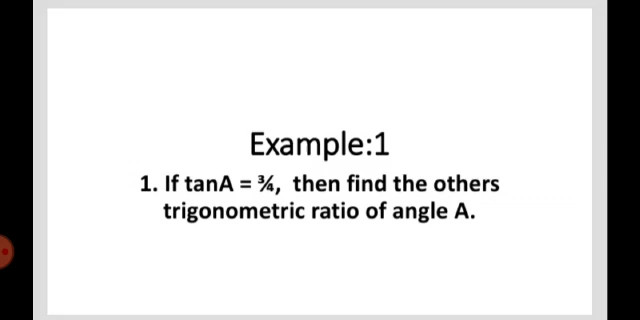 Example:1
1. If tanA = ¾,  then find the others
trigonometric ratio of angle A.